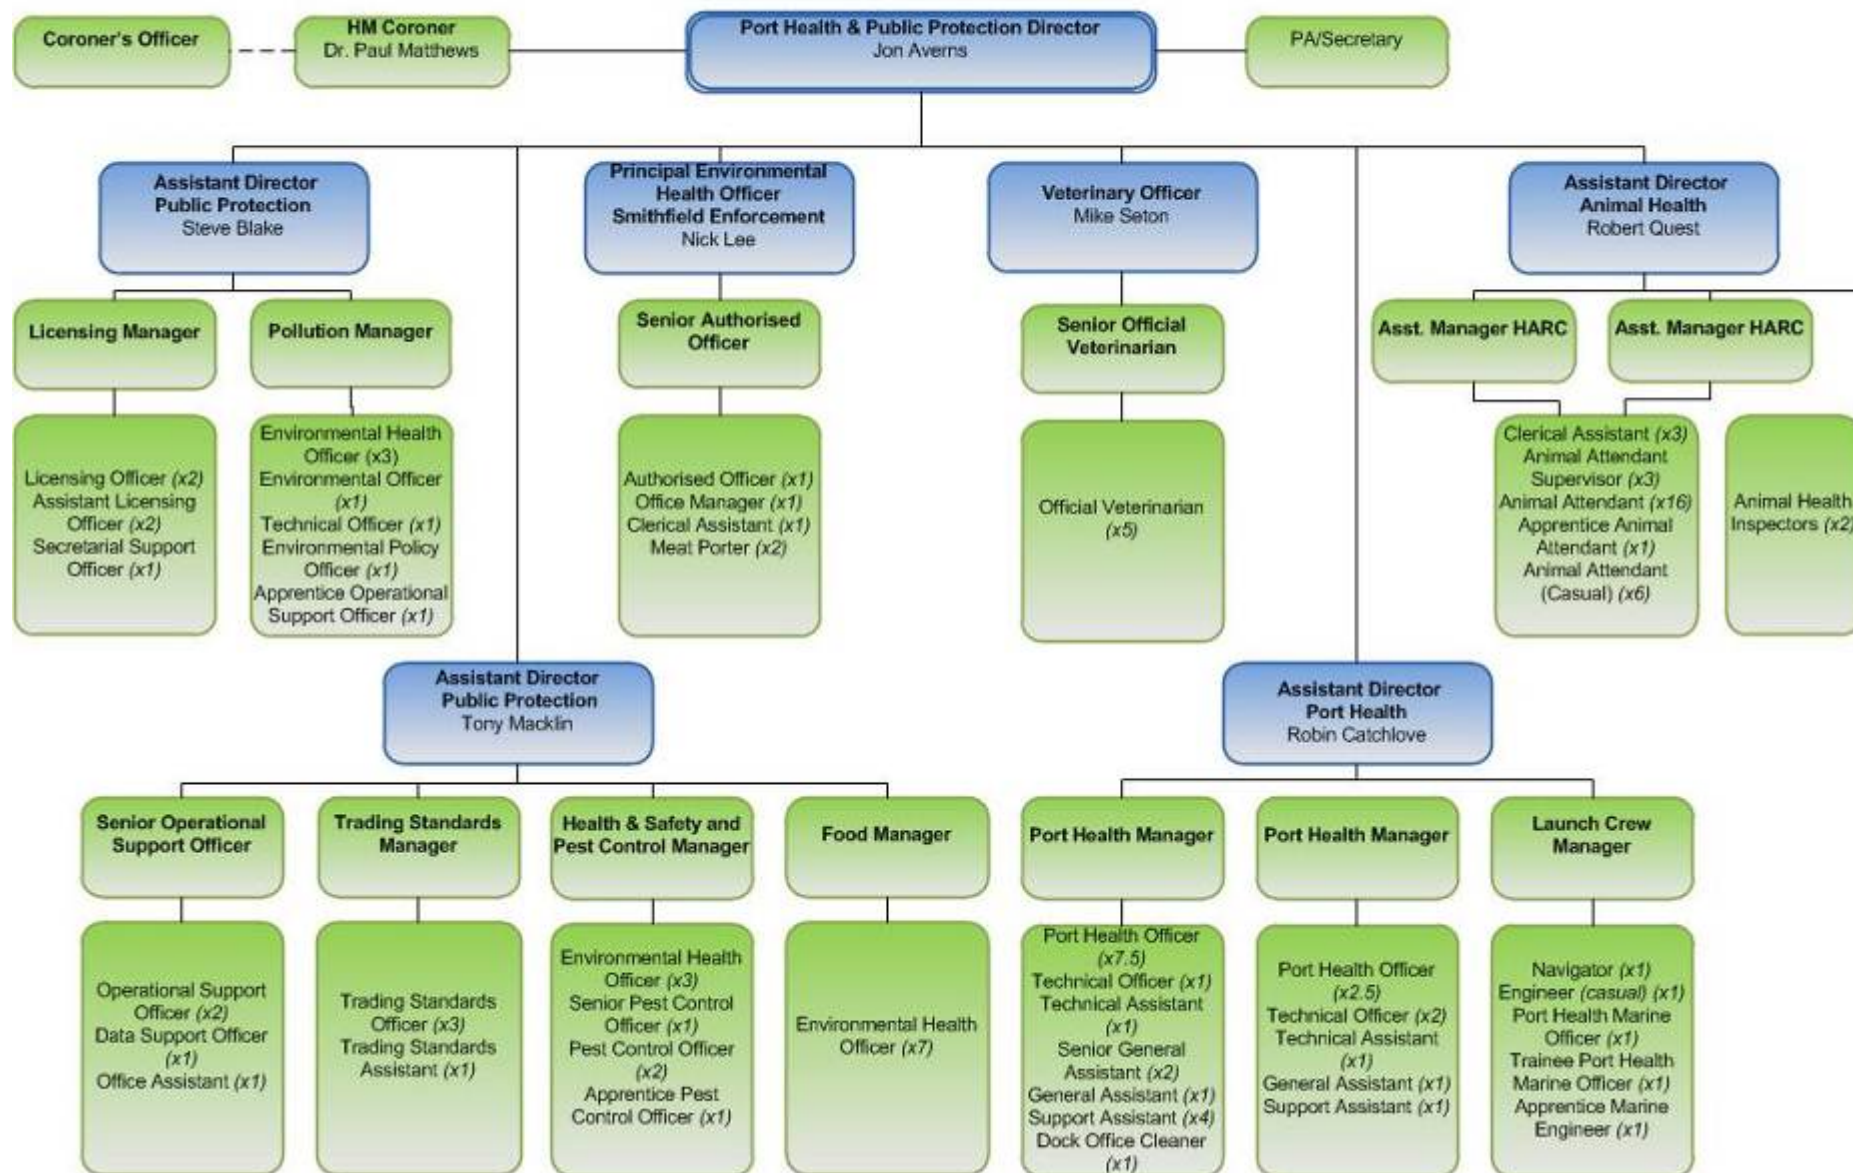 Coroner's Officer
HM Coroner
Dr. Paul Matthews
Port Health & Public Protection Director
Jon Averns
PA/Secretary
Assistant Director
Public Protection
Steve Blake
Principal Environmental
Health Officer
Smithfield Enforcement
Nick Lee
Veterinary Officer
Mike Seton
Assistant Director
Animal Health
Robert Quest
Licensing Manager
Pollution Manager
Senior Authorised
Officer
Senior Official
Veterinarian
Asst. Manager HARC
Asst. Manager HARC
Licensing Officer (x2)
Assistant Licensing
Officer (x2)
Secretarial Support
Officer (x1)
Environmental Health
Officer (x3)
Environmental Officer
(x1)
Technical Officer (x1)
Environmental Policy
Officer (x1)
Apprentice Operational
Support Officer (x1)
Authorised Officer (x1)
Office Manager (x1)
Clerical Assistant (x1)
Meat Porter (x2)
Official Veterinarian
(x5)
Clerical Assistant (x3)
Animal Attendant
Supervisor (x3)
Animal Attendant (x16)
Apprentice Animal
Attendant (x1)
Animal Attendant
(Casual) (x6)
Animal Health
Inspectors (x2)
Assistant Director
Public Protection
Tony Macklin
Assistant Director
Port Health
Robin Catchlove
Senior Operational
Support Officer
Trading Standards
Manager
Health & Safety and
Pest Control Manager
Food Manager
Port Health Manager
Port Health Manager
Launch Crew
Manager
Operational Support
Officer (x2)
Data Support Officer
(x1)
Office Assistant (x1)
Trading Standards
Officer (x3)
Trading Standards
Assistant (x1)
Environmental Health
Officer (x3)
Senior Pest Control
Officer (x1)
Pest Control Officer
(x2)
Apprentice Pest
Control Officer (x1)
Environmental Health
Officer (x7)
Port Health Officer
(x7.5)
Technical Officer (x1)
Technical Assistant
(x1)
Senior General
Assistant (x2)
General Assistant (x1)
Support Assistant (x4)
Dock Office Cleaner
(x1)
Port Health Officer
(x2.5)
Technical Officer (x2)
Technical Assistant
(x1)
General Assistant (x1)
Support Assistant (x1)
Navigator (x1)
Engineer (casual) (x1)
Port Health Marine
Officer (x1)
Trainee Port Health
Marine Officer (x1)
Apprentice Marine
Engineer (x1)